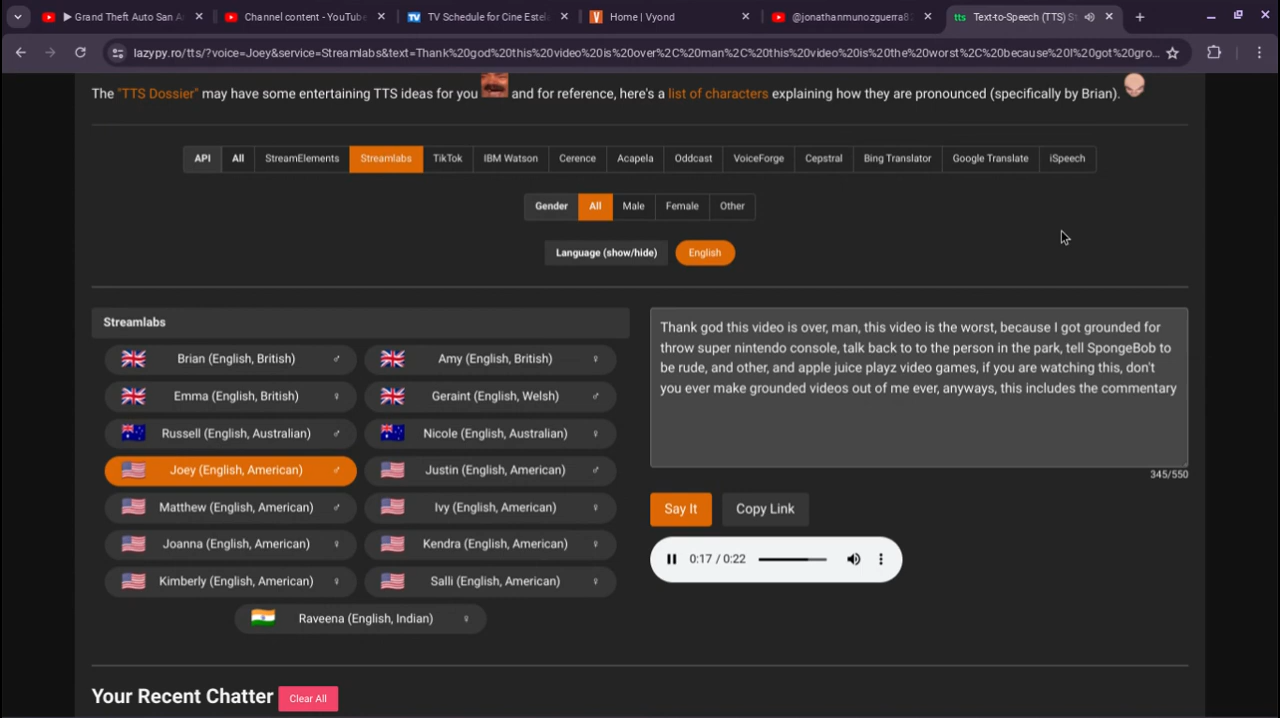 ▶ Grand Theft Auto San A
Channel content - YouTube
TV Schedule for Cine Estel
Home | Vyond
@jonathanmunozguerra8
Text-to-Speech (TTS) St
lazypy.ro/tts/?voice=Joey&service=Streamlabs&text=Thank%20god%20this%20video%20is%20over%2C%20man%2C%20this%20video%20is%20the%20worst%2C%20because%20I%20got%20gro...
The "TTS Dossier" may have some entertaining TTS ideas for you and for reference, here's a list of characters explaining how they are pronounced (specifically by Brian).
API All StreamElements Streamlabs TikTok IBM Watson Cerence Acapela Oddcast VoiceForge Cepstral Bing Translator Google Translate iSpeech
Gender All Male Female Other
Language (show/hide) English
Streamlabs
Brian (English, British) ♂
Amy (English, British) ♀
Emma (English, British) ♀
Geraint (English, Welsh) ♂
Russell (English, Australian) ♂
Nicole (English, Australian) ♀
Joey (English, American) ♂
Justin (English, American) ♂
Matthew (English, American) ♂
Ivy (English, American) ♀
Joanna (English, American) ♀
Kendra (English, American) ♀
Kimberly (English, American) ♀
Salli (English, American) ♀
Raveena (English, Indian) ♀
Thank god this video is over, man, this video is the worst, because I got grounded for
throw super nintendo console, talk back to to the person in the park, tell SpongeBob to
be rude, and other, and apple juice playz video games, if you are watching this, don't
you ever make grounded videos out of me ever, anyways, this includes the commentary
345/550
Say It Copy Link
0:17 / 0:22
Your Recent Chatter Clear All